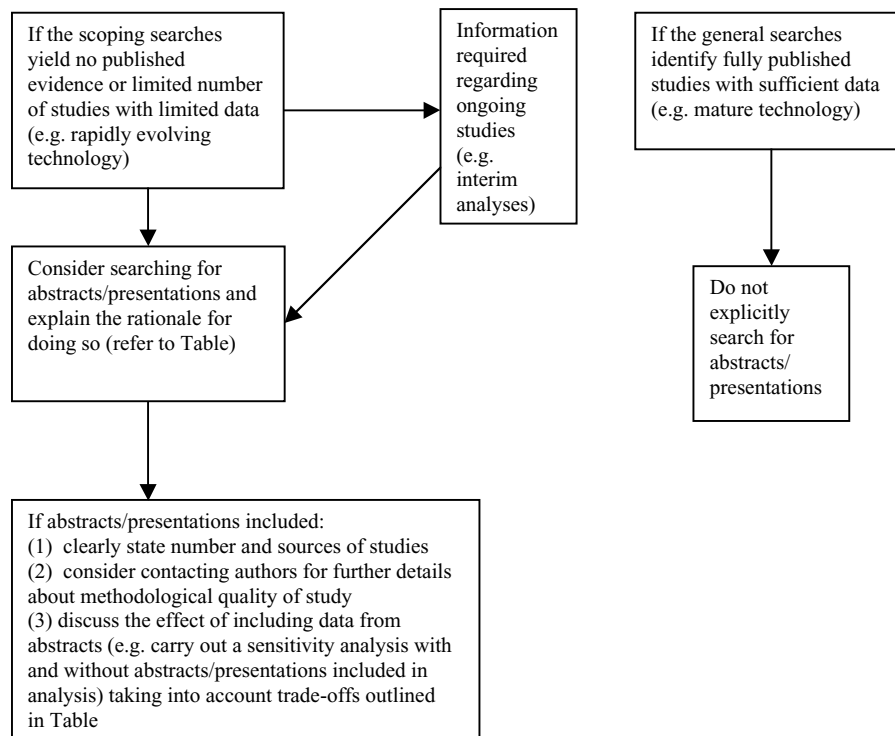 If the scoping searches
yield no published
evidence or limited number
of studies with limited data
(e.g. rapidly evolving
technology)
Information
required
regarding
ongoing
studies
(e.g.
interim
analyses)
If the general searches
identify fully published
studies with sufficient data
(e.g. mature technology)
Consider searching for
abstracts/presentations and
explain the rationale for
doing so (refer to Table)
Do not
explicitly
search for
abstracts/
presentations
If abstracts/presentations included:
(1) clearly state number and sources of studies
(2) consider contacting authors for further details
about methodological quality of study
(3) discuss the effect of including data from
abstracts (e.g. carry out a sensitivity analysis with
and without abstracts/presentations included in
analysis) taking into account trade-offs outlined
in Table